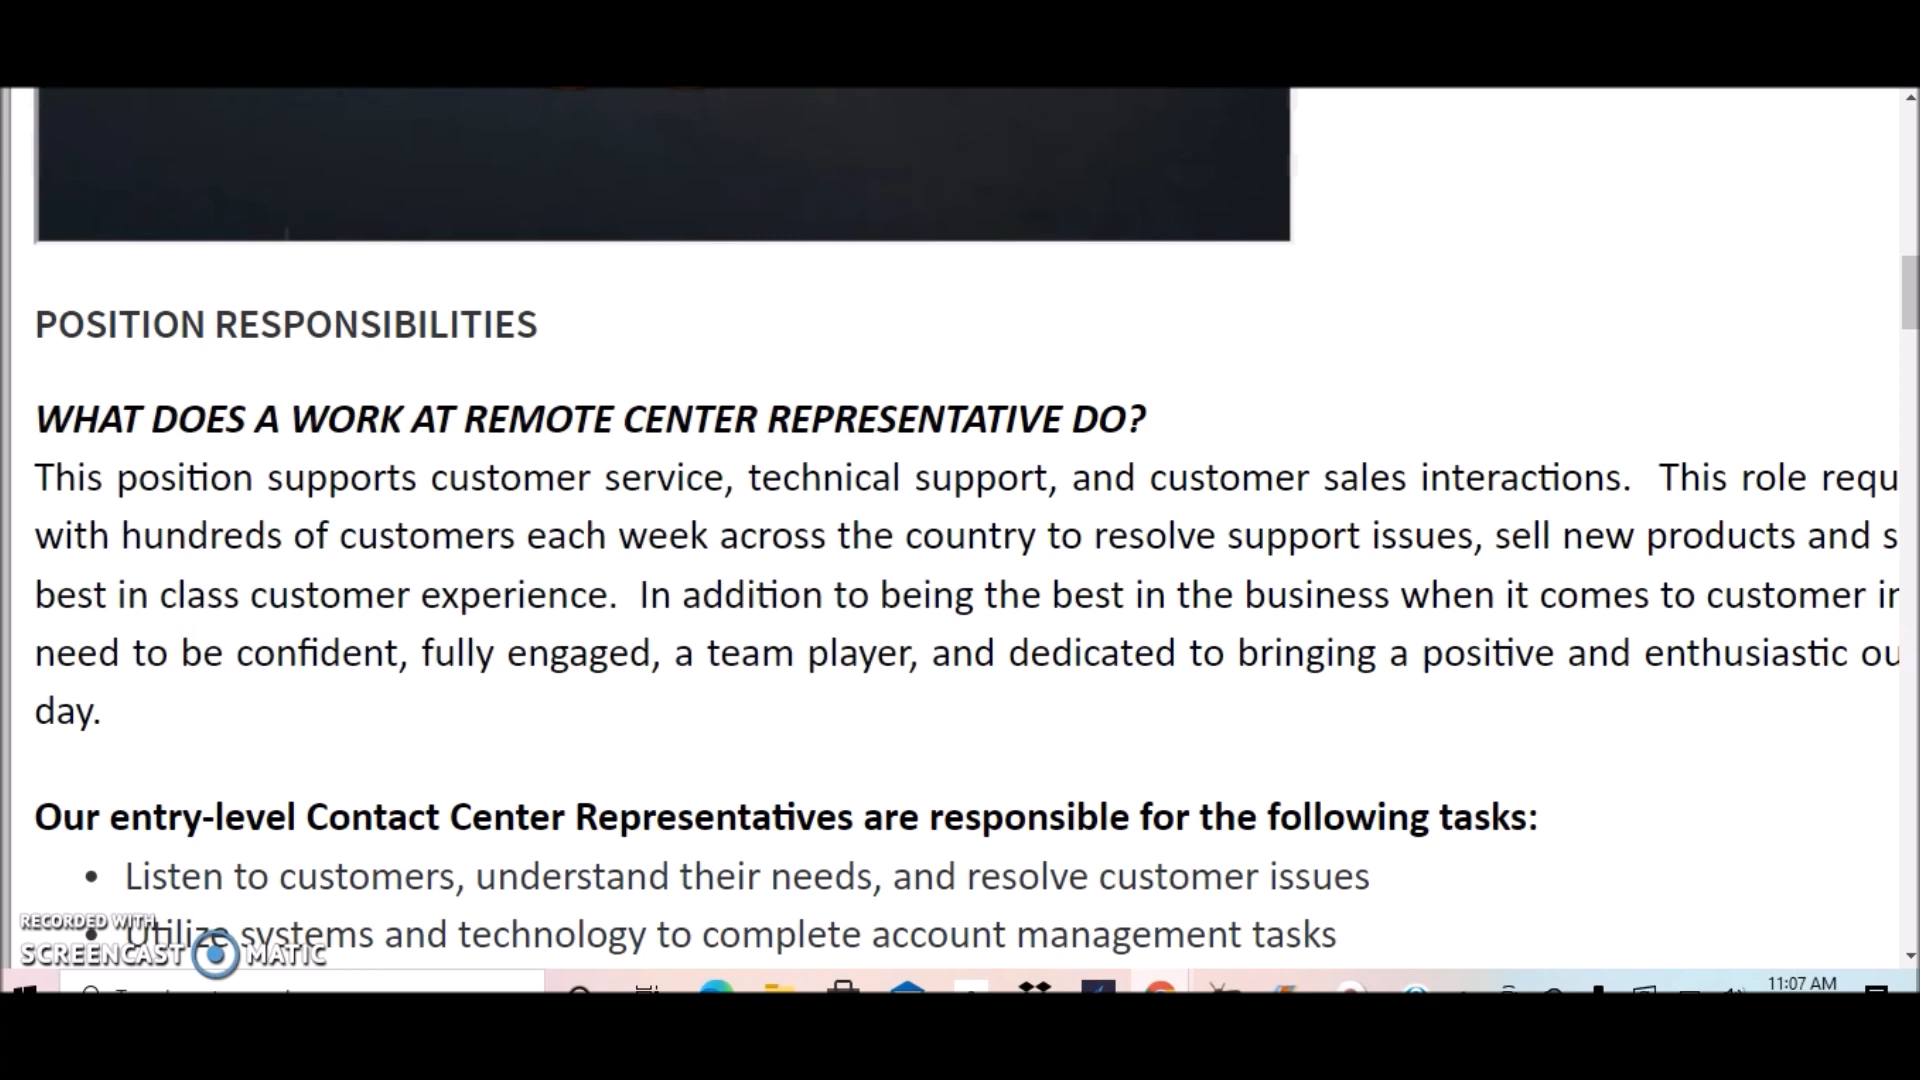 POSITION RESPONSIBILITIES
WHAT DOES A WORK AT REMOTE CENTER REPRESENTATIVE DO?
This position supports customer service, technical support, and customer sales interactions. This role requ
with hundreds of customers each week across the country to resolve support issues, sell new products and s
best in class customer experience. In addition to being the best in the business when it comes to customer in
need to be confident, fully engaged, a team player, and dedicated to bringing a positive and enthusiastic ou
day.
Our entry-level Contact Center Representatives are responsible for the following tasks:
• Listen to customers, understand their needs, and resolve customer issues
• Utilize systems and technology to complete account management tasks
RECORDED WITH
SCREENCAST MATIC
11:07 AM